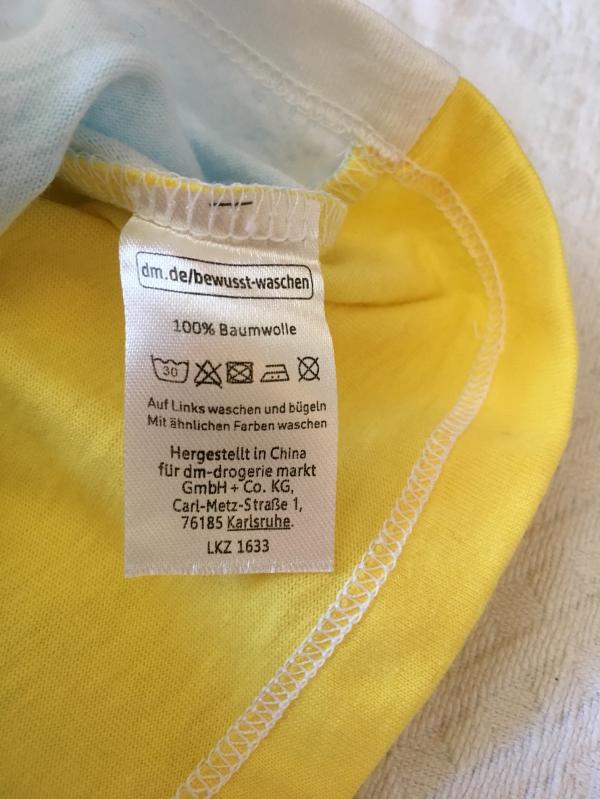 dm.de/bewusst-waschen
100% Baumwolle
30
Auf Links waschen und bügeln
Mit ähnlichen Farben waschen
Hergestellt in China
für dm-drogerie markt
GmbH + Co. KG,
Carl-Metz-Straße 1,
76185 Karlsruhe.
LKZ 1633